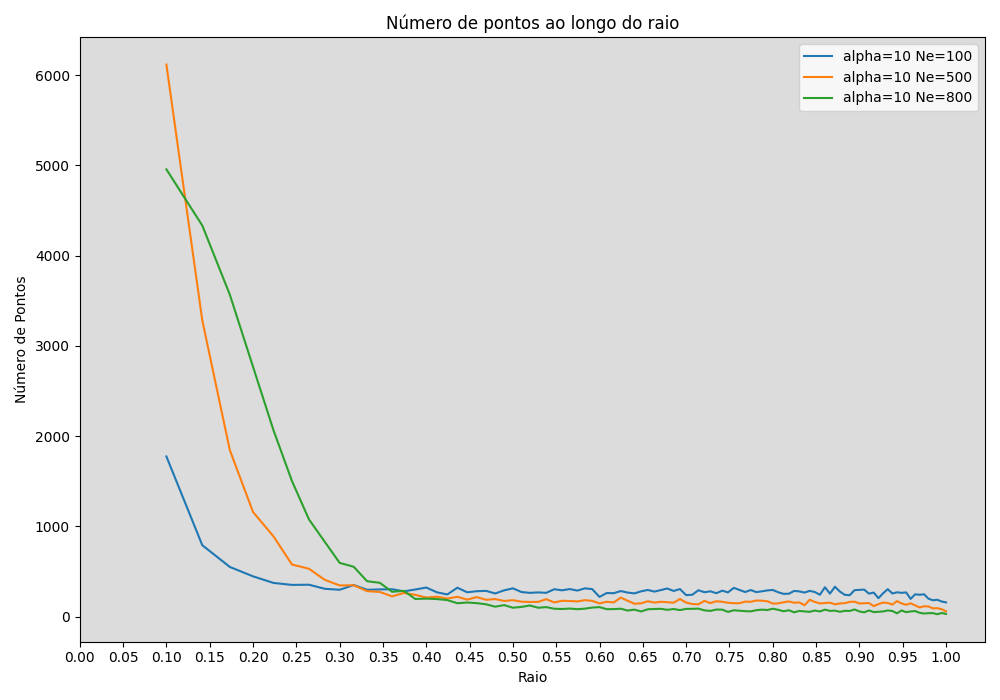 Número de pontos ao longo do raio
alpha=10 Ne=100
alpha=10 Ne=500
alpha=10 Ne=800
6000
5000
4000
3000
2000
1000
0
Número de Pontos
0.00 0.05 0.10 0.15 0.20 0.25 0.30 0.35 0.40 0.45 0.50 0.55 0.60 0.65 0.70 0.75 0.80 0.85 0.90 0.95 1.00
Raio